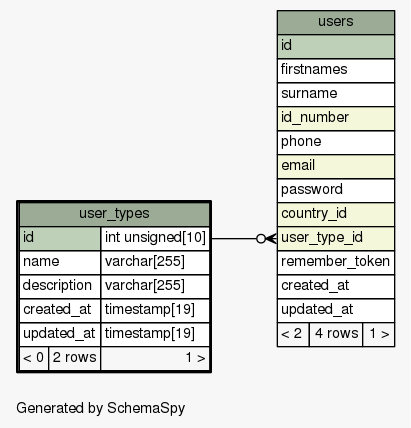 users
id
firstnames
surname
id_number
phone
email
password
country_id
user_type_id
remember_token
created_at
updated_at
< 2 4 rows 1 >
user_types
id int unsigned[10]
name varchar[255]
description varchar[255]
created_at timestamp[19]
updated_at timestamp[19]
< 0 2 rows 1 >
Generated by SchemaSpy